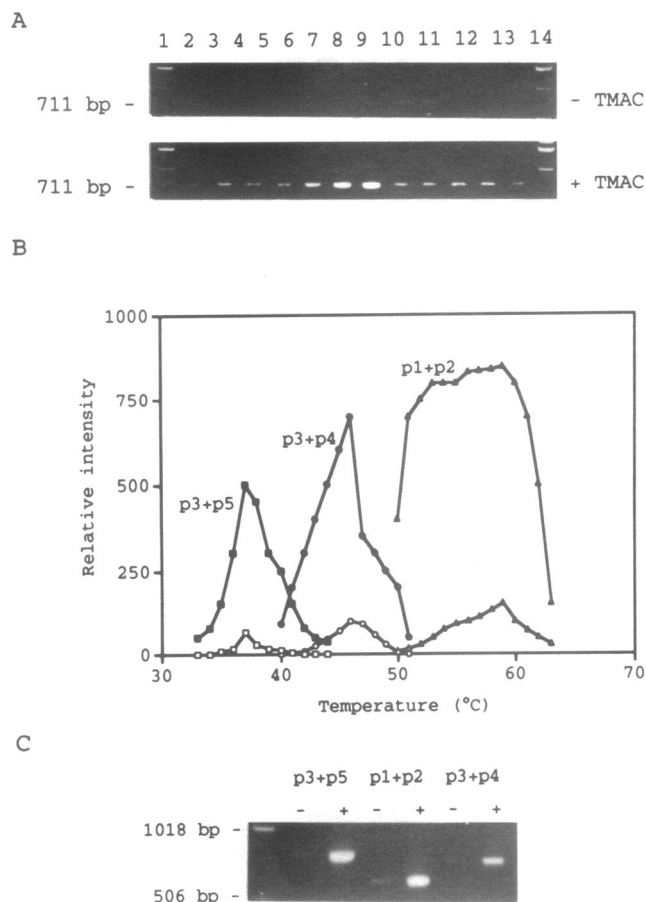 A
1 2 3 4 5 6 7 8 9 10 11 12 13 14
711 bp - - TMAC
711 bp - + TMAC
B
1000
750
500
250
0
Relative intensity
p3+p5
p3+p4
p1+p2
30 40 50 60 70
Temperature (°C)
C
p3+p5 p1+p2 p3+p4
- + - + - +
1018 bp -
506 bp -